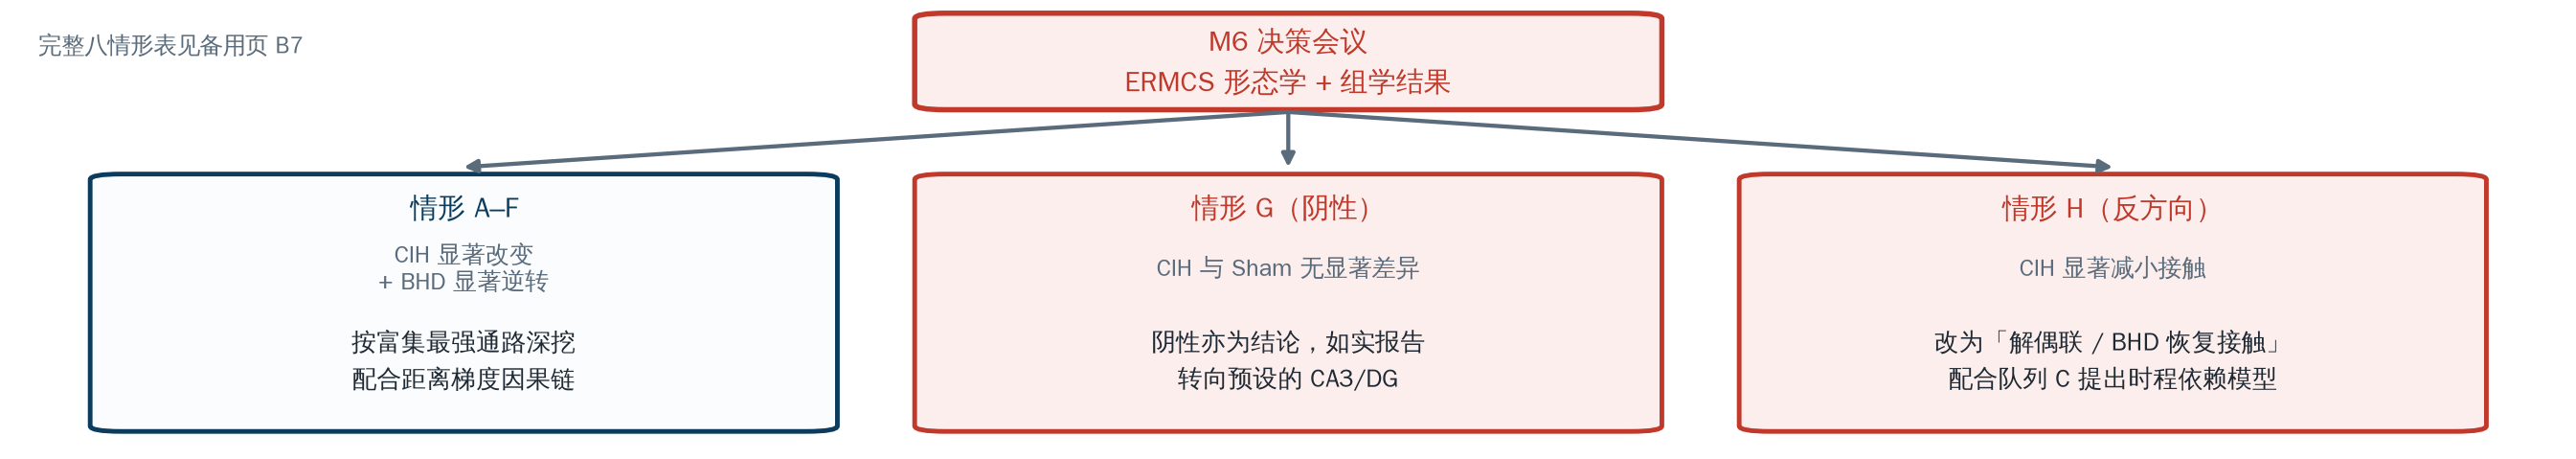 完整八情形表见备用页 B7
M6 决策会议
ERMCS 形态学 + 组学结果
情形 A–F
CIH 显著改变
+ BHD 显著逆转
按富集最强通路深挖
配合距离梯度因果链
情形 G（阴性）
CIH 与 Sham 无显著差异
阴性亦为结论，如实报告
转向预设的 CA3/DG
情形 H（反方向）
CIH 显著减小接触
改为「解偶联 / BHD 恢复接触」
配合队列 C 提出时程依赖模型